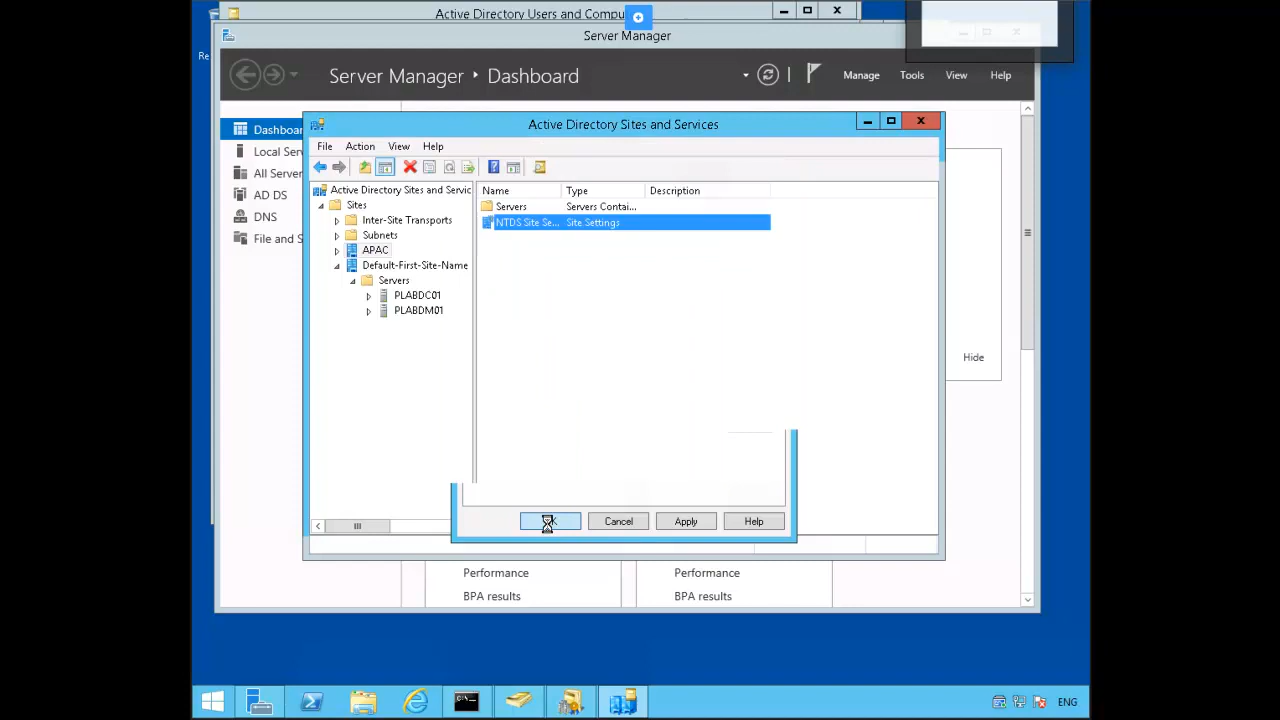 Active Directory Users and Compu
Re
Server Manager
Server Manager
Dashboard
Manage
Tools
View
Help
Dashboar
Local Serv
All Server
AD DS
DNS
File and S
Hide
Active Directory Sites and Services
File
Action
View
Help
Active Directory Sites and Servic
Sites
Inter-Site Transports
Subnets
APAC
Default-First-Site-Name
Servers
PLABDC01
PLABDM01
Name
Type
Description
Servers
Servers Contai...
NTDS Site Se...
Site Settings
Cancel
Apply
Help
Performance
BPA results
Performance
BPA results
ENG